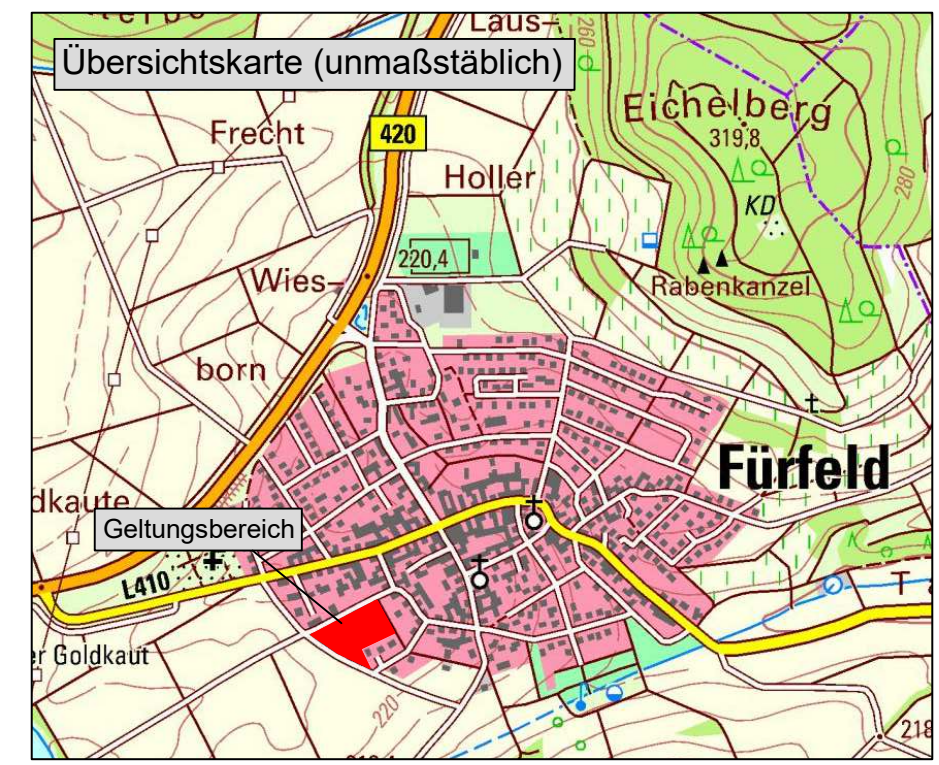 Laus-
Übersichtskarte (unmaßstäblich)
260
Eichelberg
319,8
Frecht
420
Holler
KD
280
220,4
Wies-
Rabenkanzel
born
Fürfeld
dkaute
Geltungsbereich
L410
T
r Goldkaut
220
218